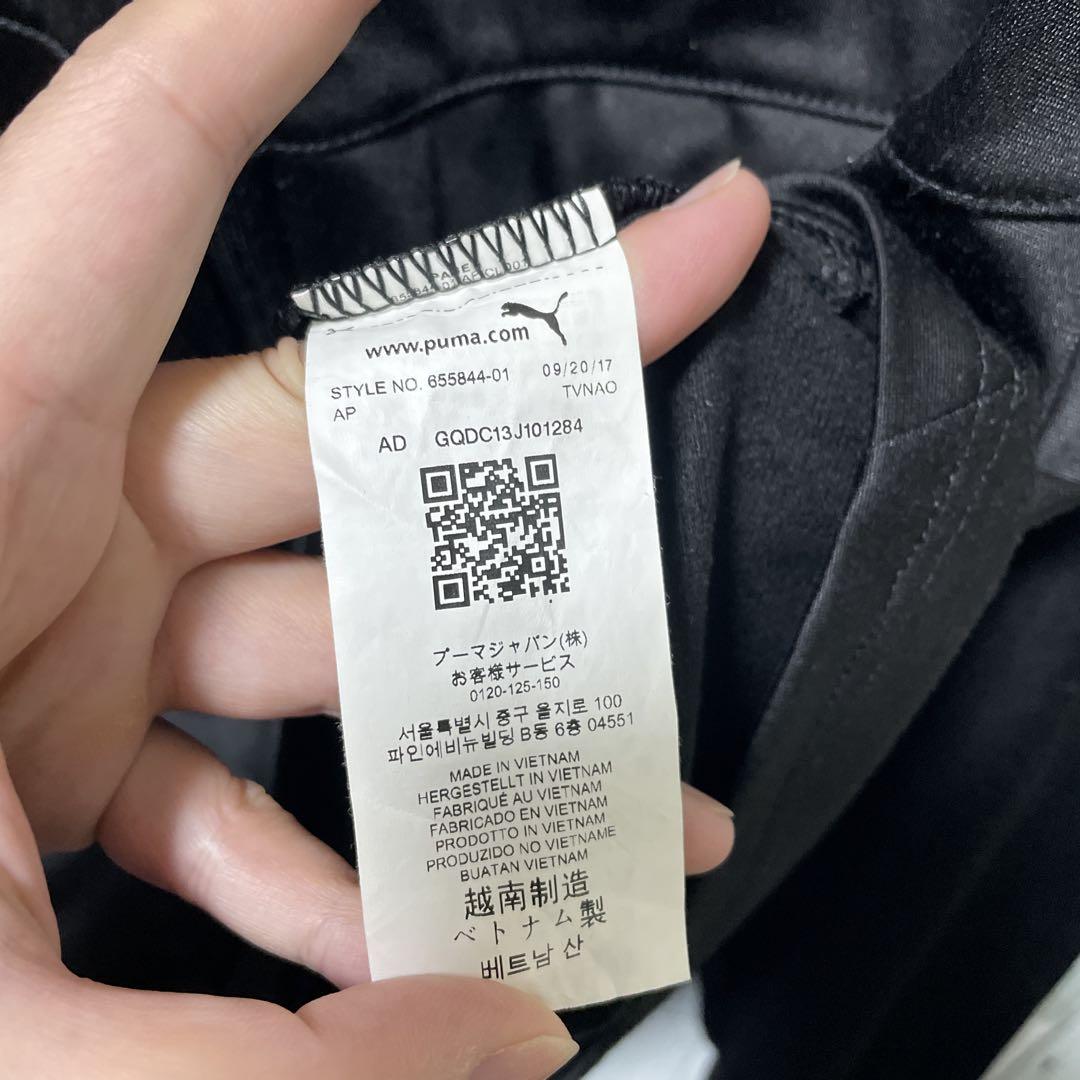 www.puma.com
STYLE NO. 655844-01 09/20/17
AP TVNAO
AD GQDC13J101284
プーマジャパン(株)
お客様サービス
0120-125-150
서울특별시 중구 을지로 100
파인에비뉴빌딩 B동 6층 04551
MADE IN VIETNAM
HERGESTELLT IN VIETNAM
FABRIQUÉ AU VIETNAM
FABRICADO EN VIETNAM
PRODOTTO IN VIETNAM
PRODUZIDO NO VIETNAME
BUATAN VIETNAM
越南制造
ベトナム製
베트남 산